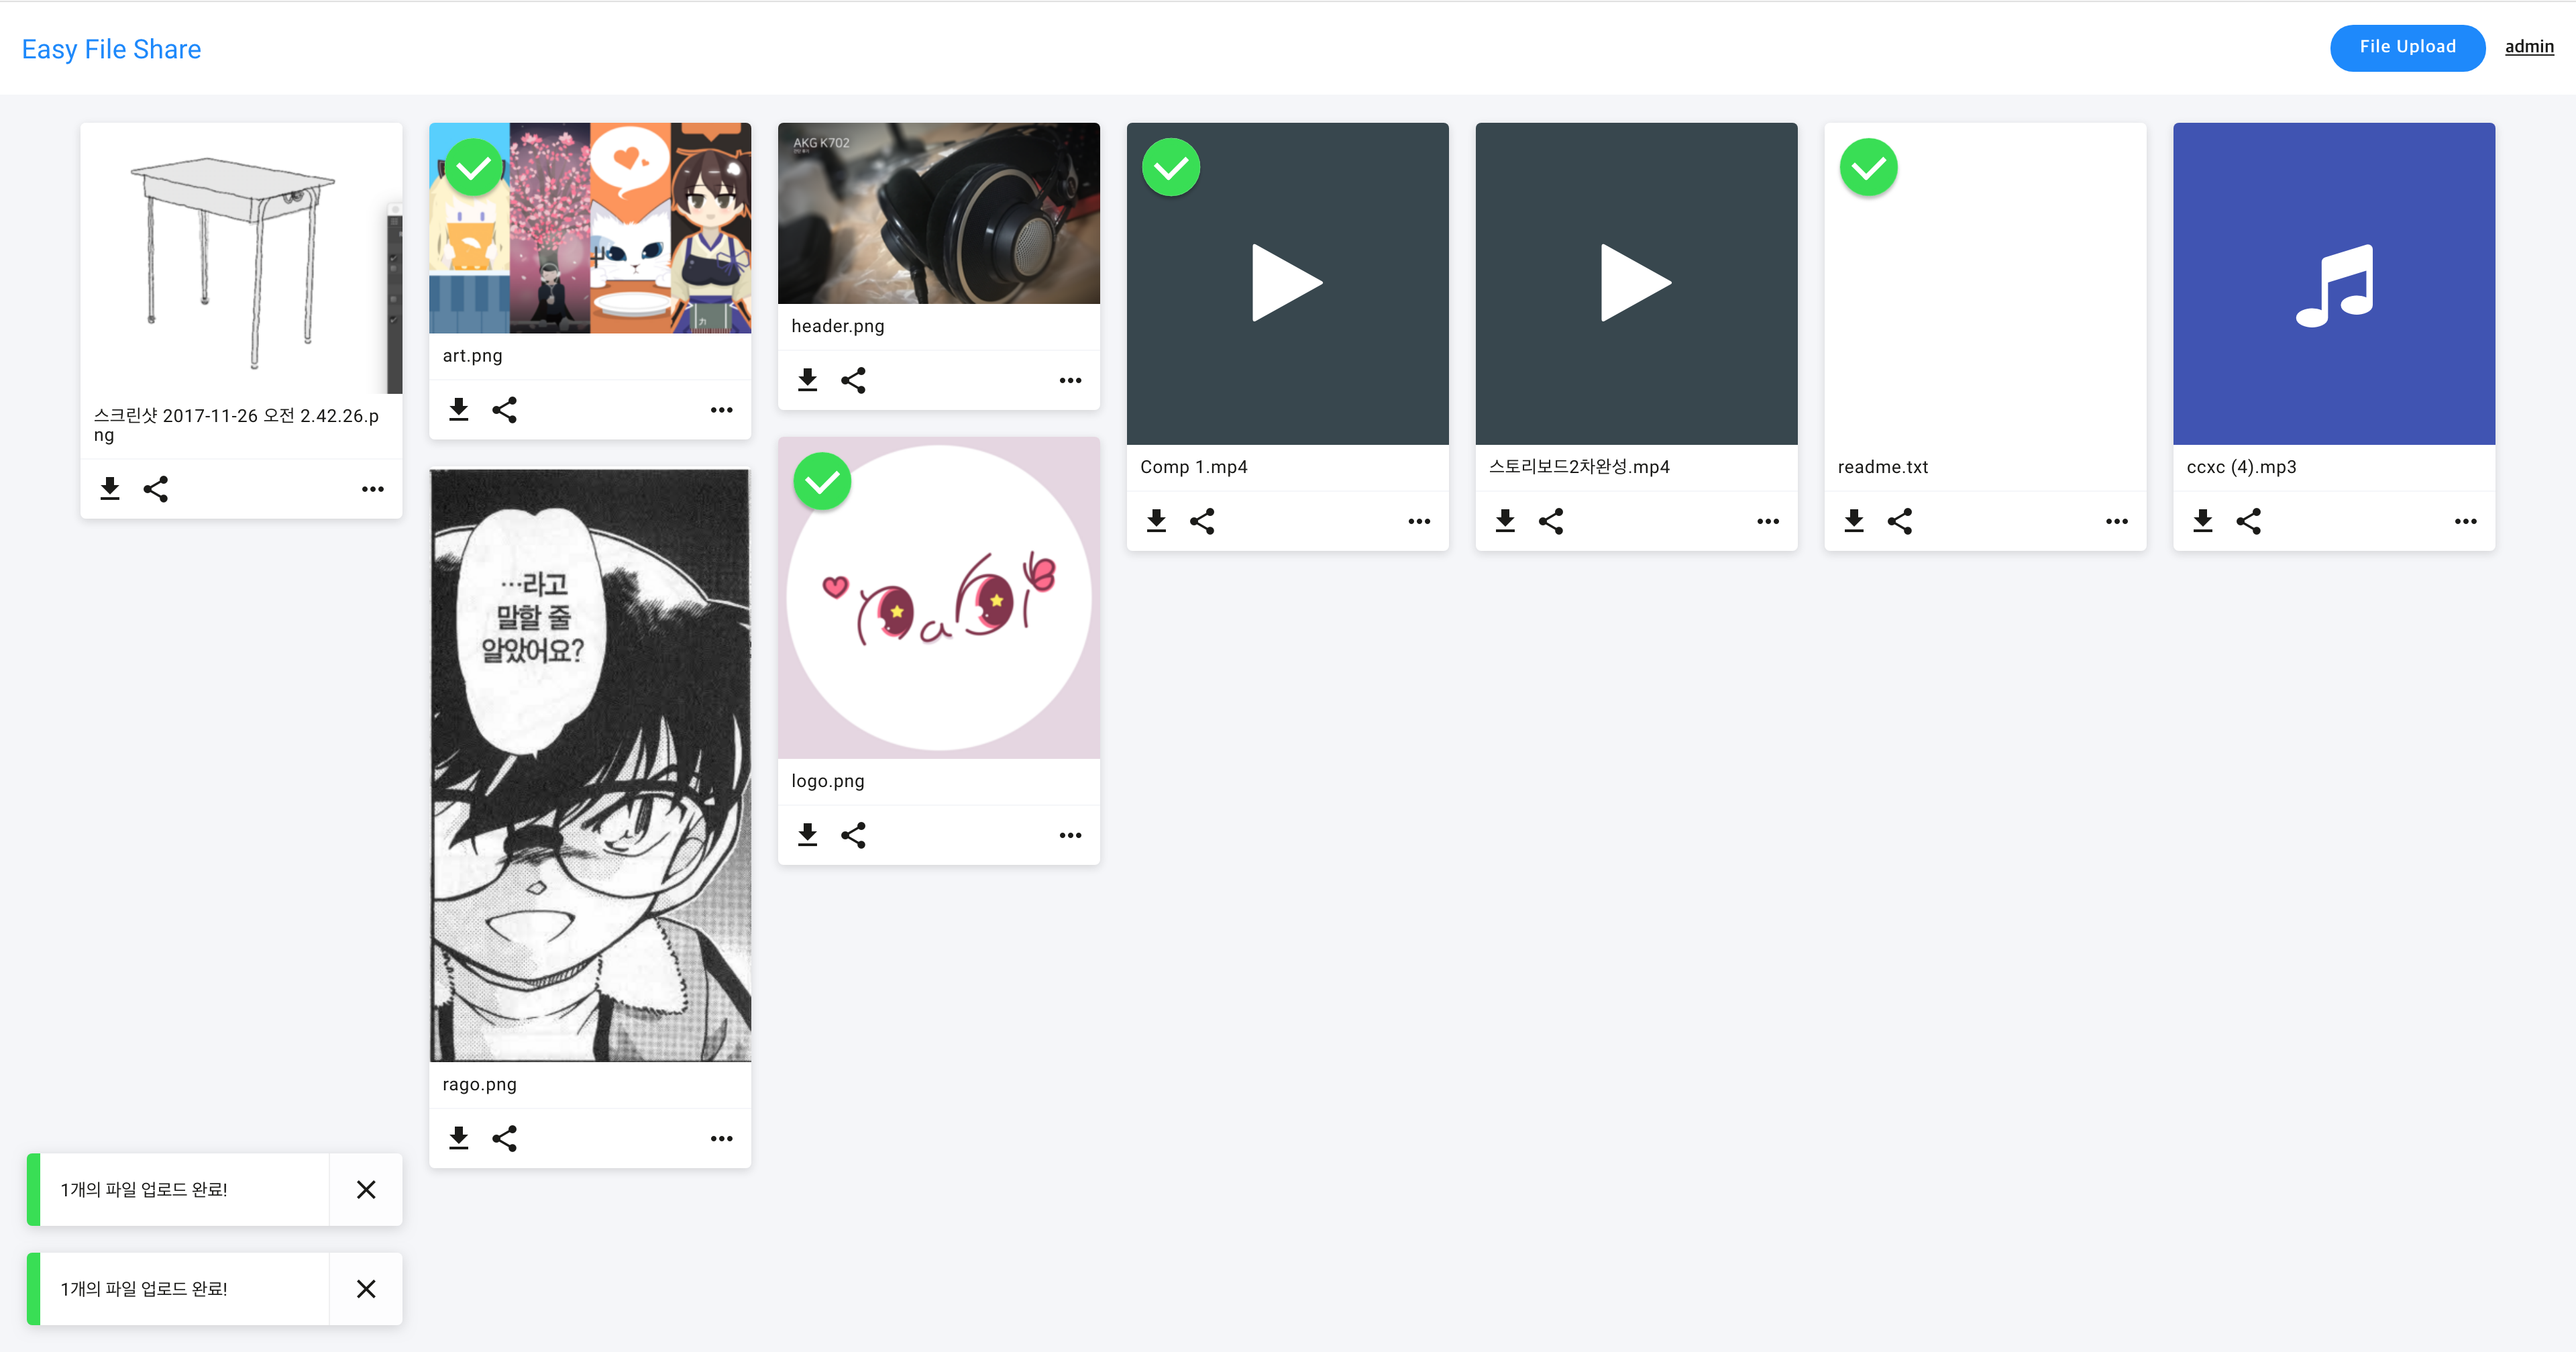 Easy File Share
File Upload
admin
스크린샷 2017-11-26 오전 2.42.26.p
ng
art.png
AKG K702
header.png
Comp 1.mp4
스토리보드2차완성.mp4
readme.txt
ccxc (4).mp3
…라고
말할 줄
알았어요?
rago.png
logo.png
1개의 파일 업로드 완료!
1개의 파일 업로드 완료!